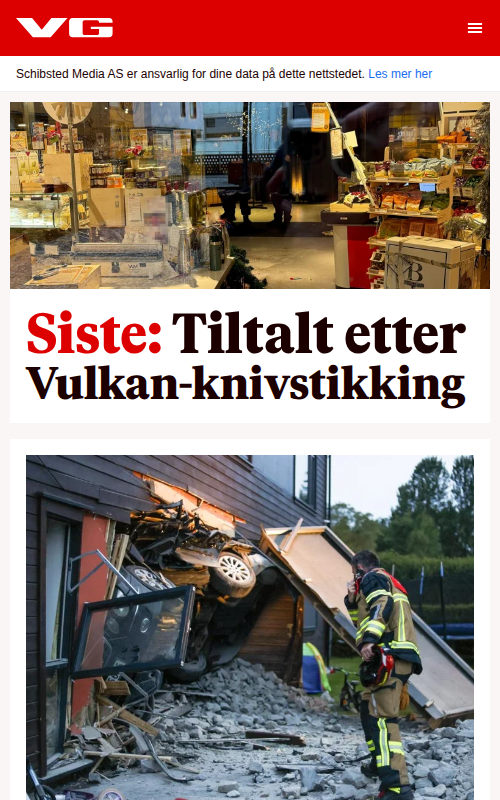 VG
Schibsted Media AS er ansvarlig for dine data på dette nettstedet. Les mer her
Siste: Tiltalt etter
Vulkan-knivstikking